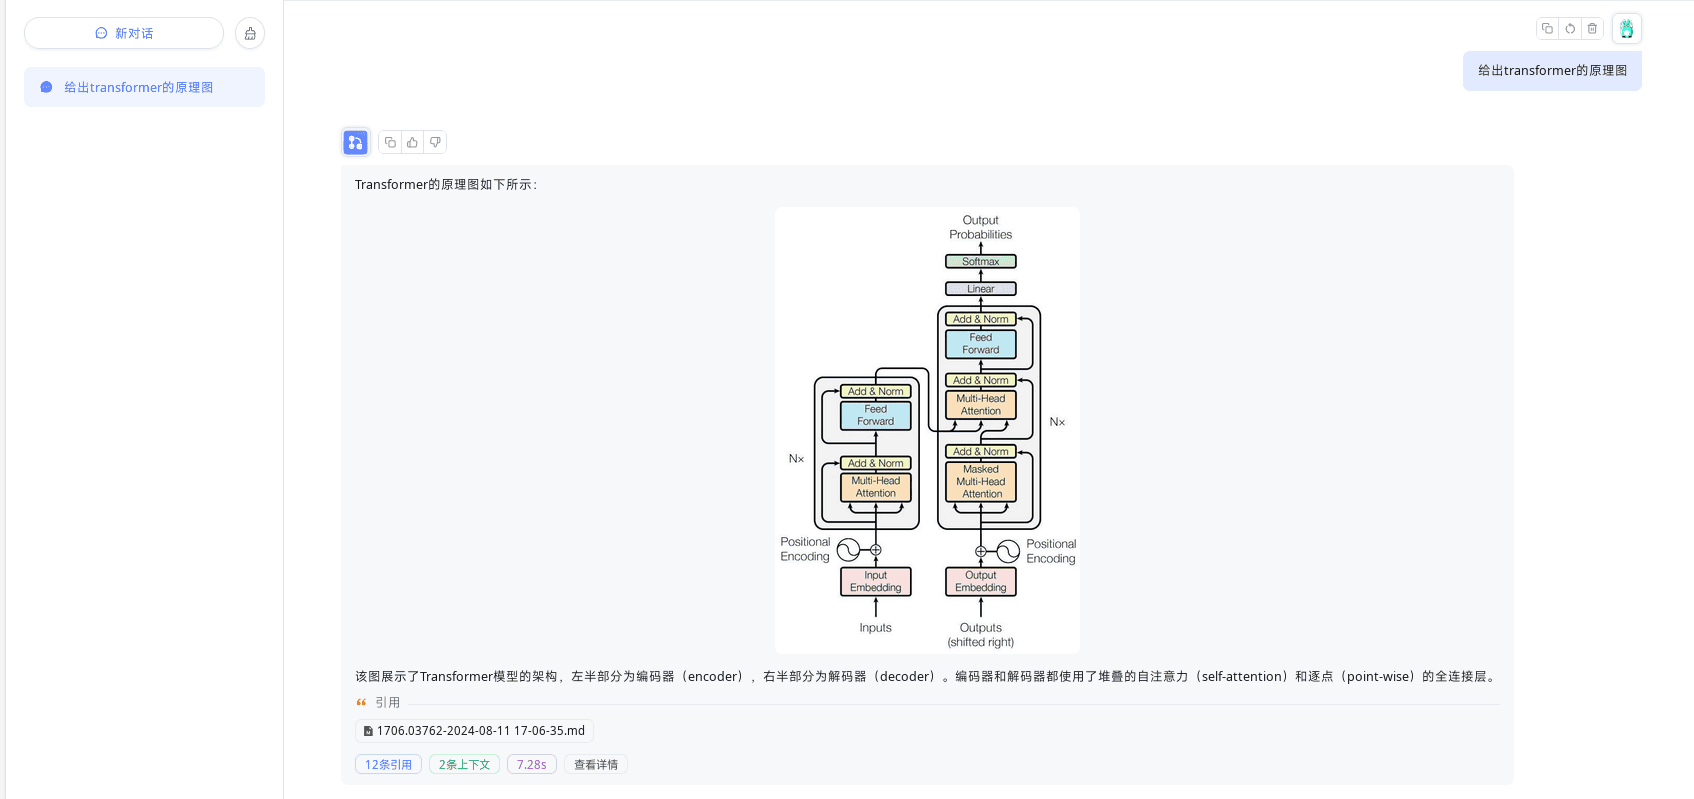 新对话
给出transformer的原理图
给出transformer的原理图
Transformer的原理图如下所示：
Output
Probabilities
Softmax
Linear
Add & Norm
Feed
Forward
Add & Norm
Multi-Head
Attention
N×
Add & Norm
Masked
Multi-Head
Attention
Add & Norm
Feed
Forward
N×
Add & Norm
Multi-Head
Attention
Positional
Encoding
Positional
Encoding
Input
Embedding
Output
Embedding
Inputs
Outputs
(shifted right)
该图展示了Transformer模型的架构，左半部分为编码器（encoder），右半部分为解码器（decoder）。编码器和解码器都使用了堆叠的自注意力（self-attention）和逐点（point-wise）的全连接层。
引用
1706.03762-2024-08-11 17-06-35.md
12条引用 2条上下文 7.28s 查看详情